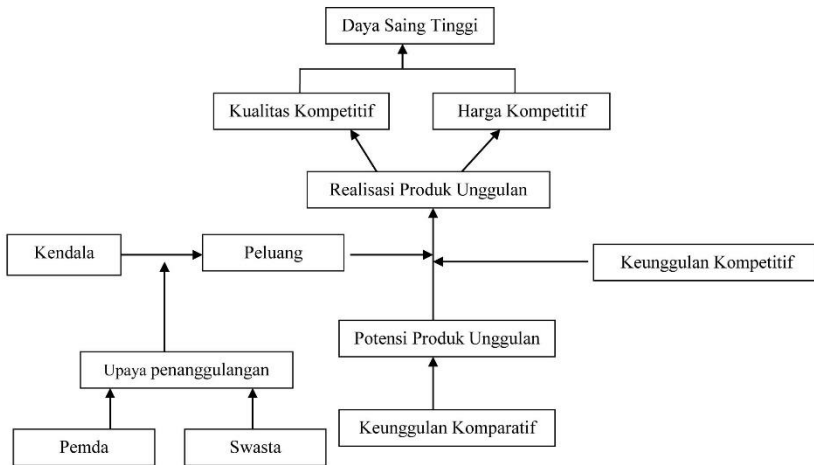 Daya Saing Tinggi
Kualitas Kompetitif
Harga Kompetitif
Realisasi Produk Unggulan
Kendala
Peluang
Keunggulan Kompetitif
Potensi Produk Unggulan
Upaya penanggulangan
Pemda
Swasta
Keunggulan Komparatif